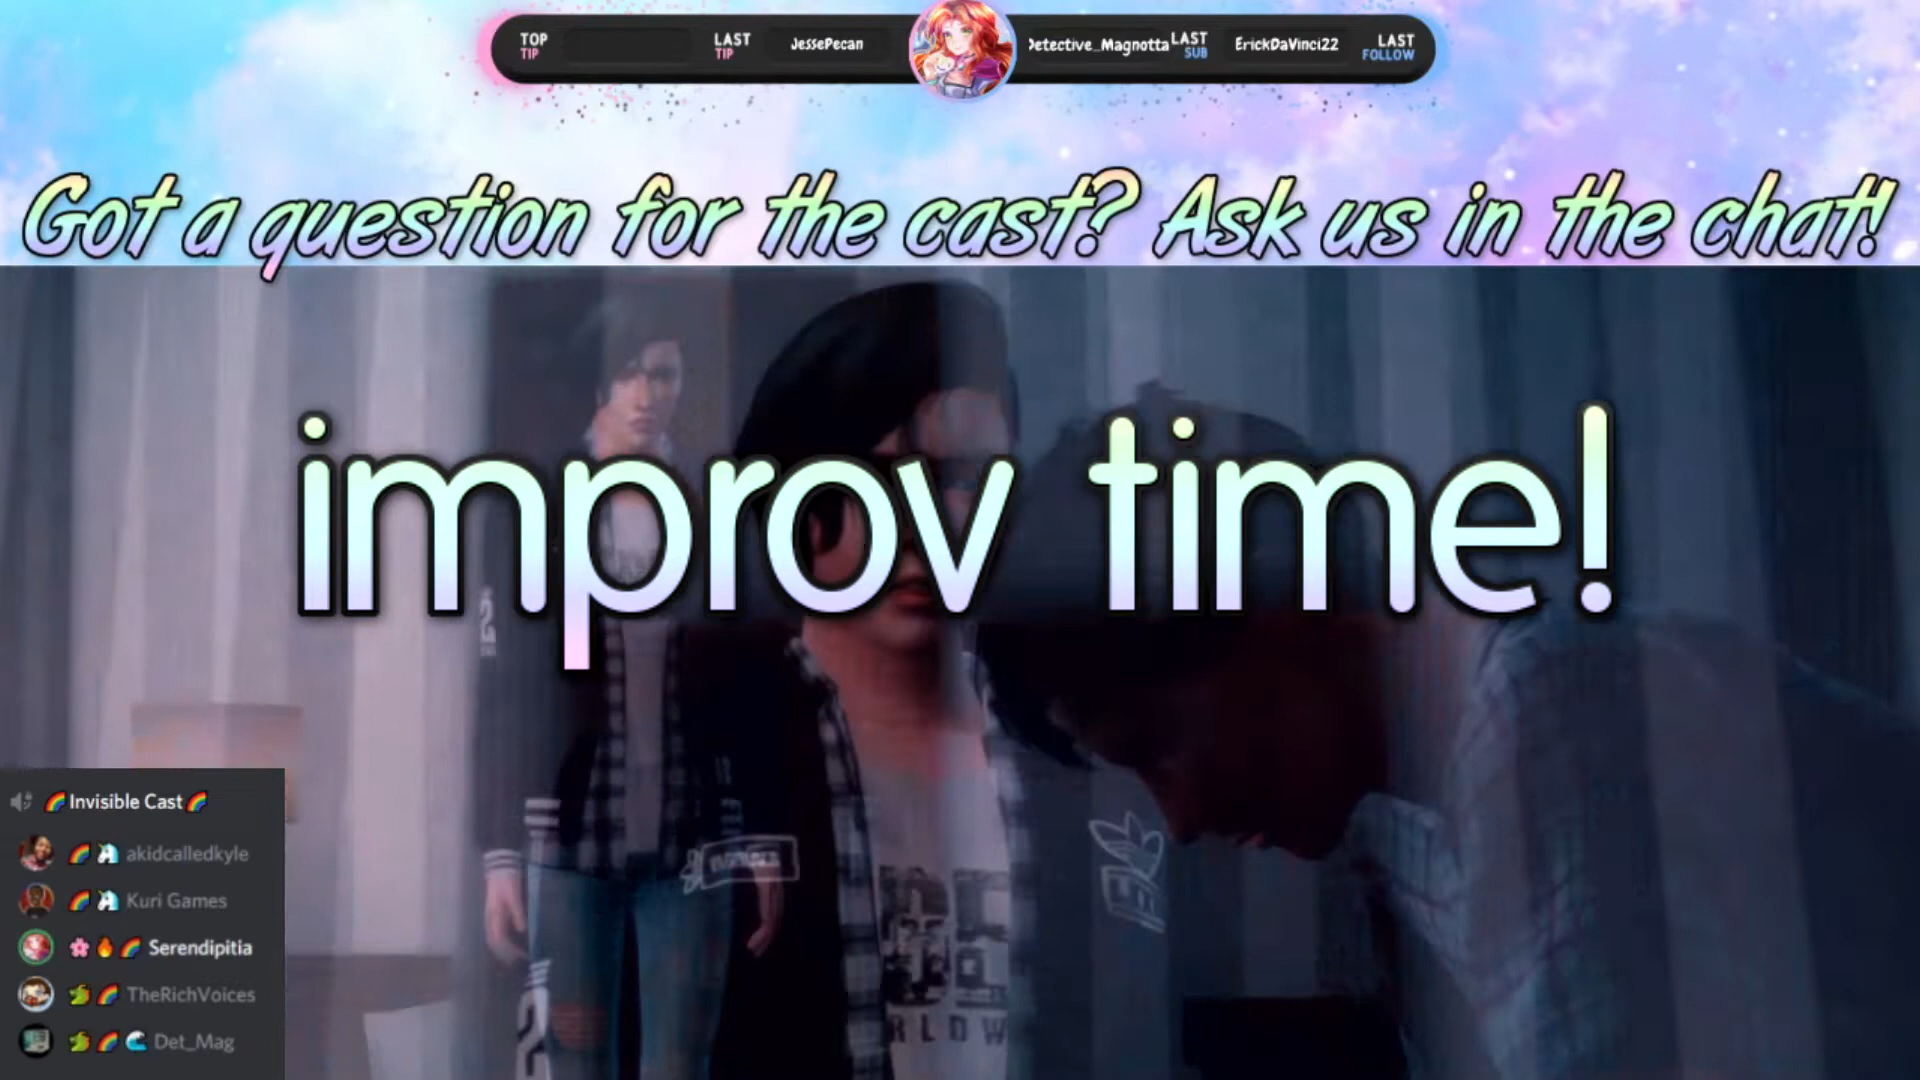 TOP
TIP
LAST
TIP
JessePecan
Detective_Magnotta
LAST
SUB
ErickDaVinci22
LAST
FOLLOW
Got a question for the cast? Ask us in the chat!
improv time!
Invisible Cast
akidcalledkyle
Kuri Games
Serendipitia
TheRichVoices
Det_Mag